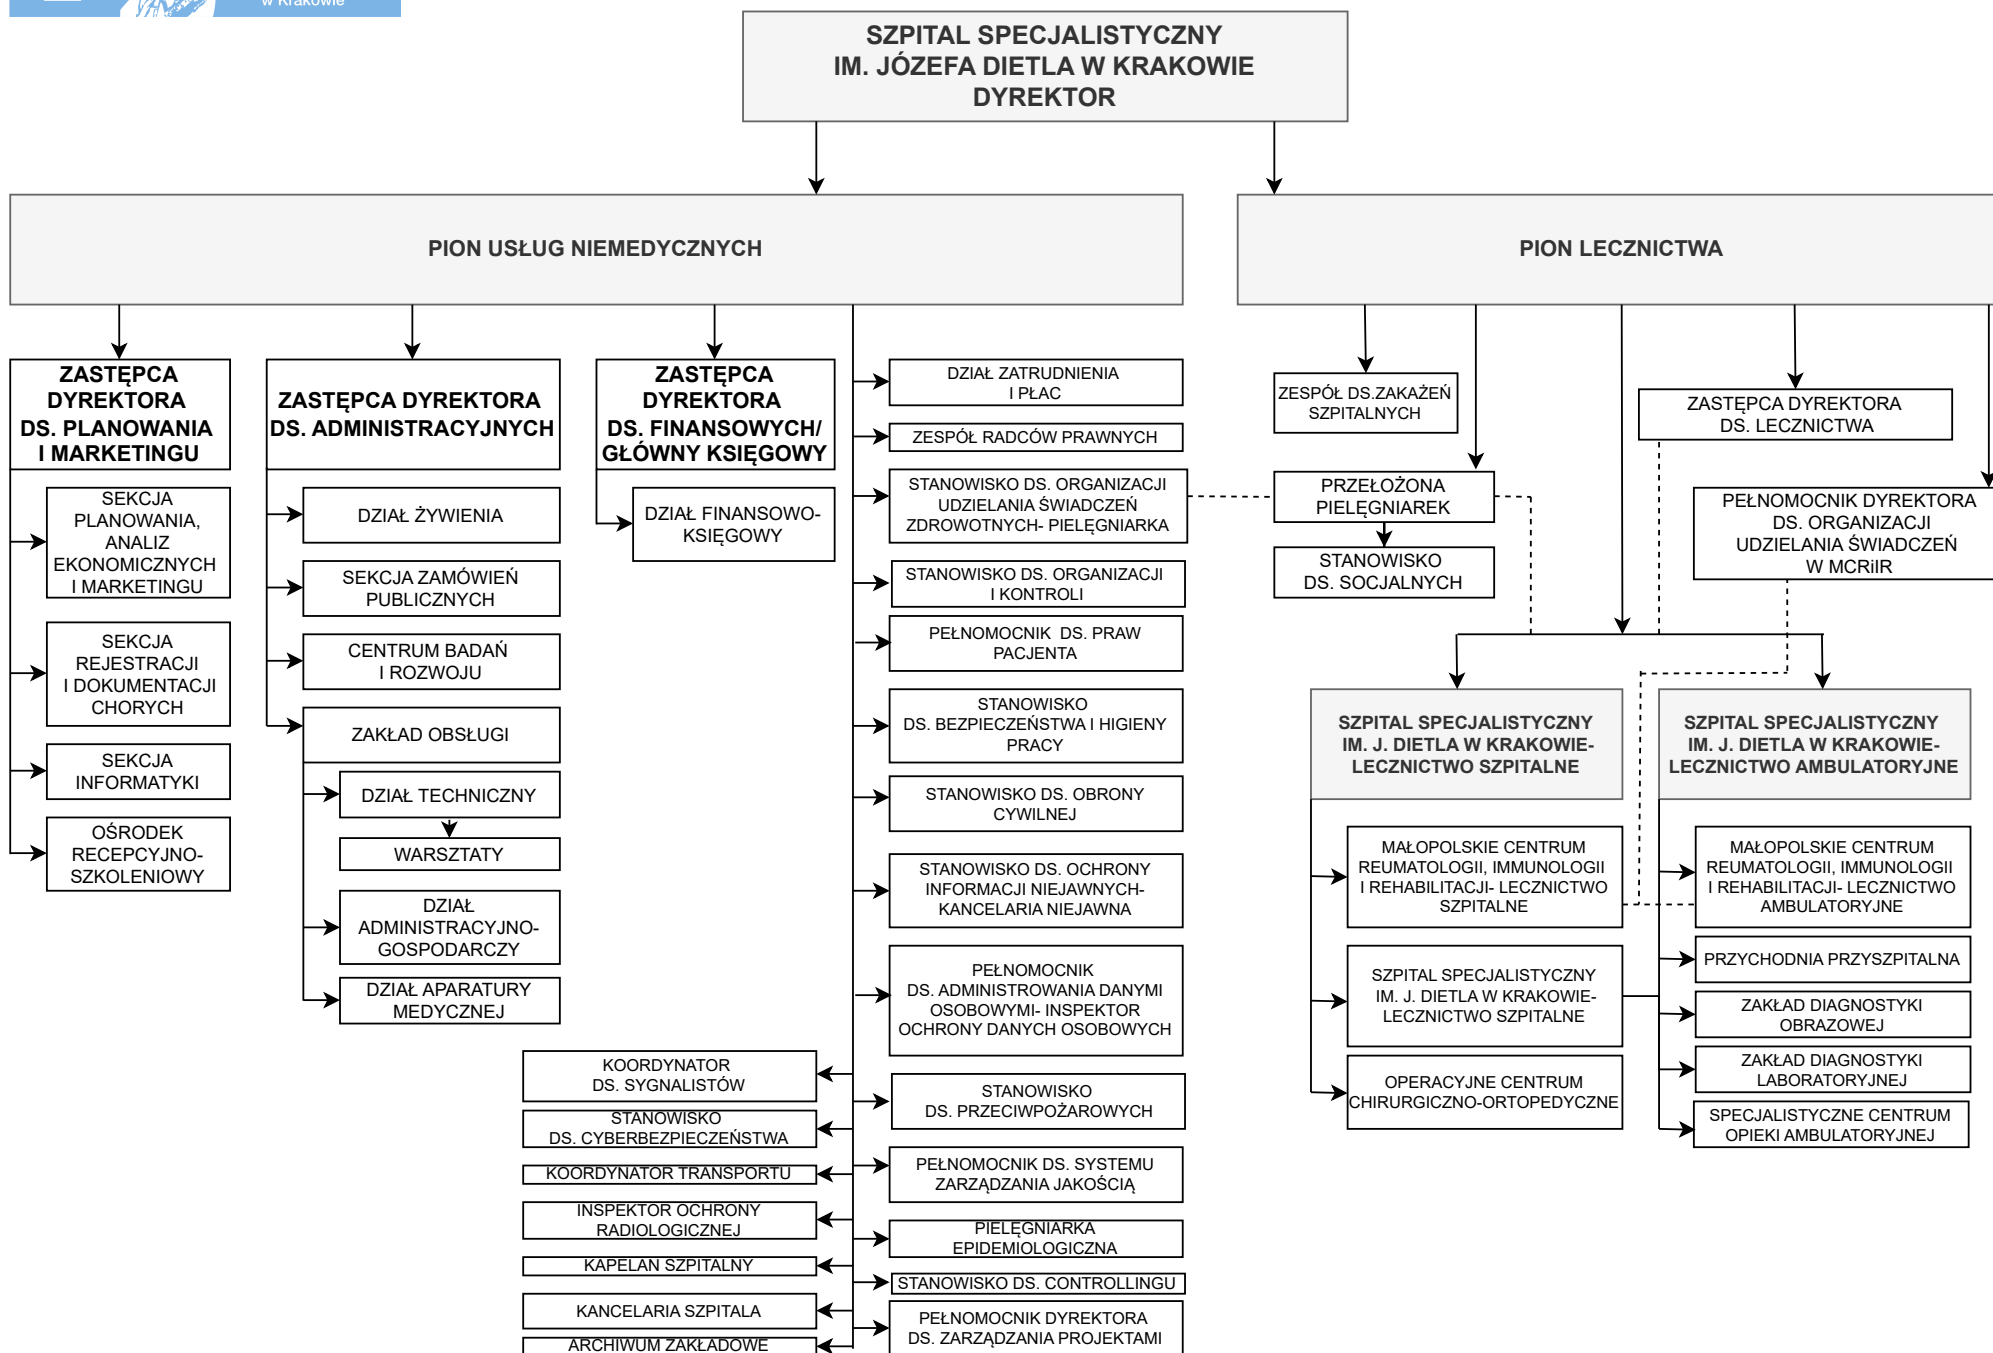 w Krakowie
SZPITAL SPECJALISTYCZNY
IM. JÓZEFA DIETLA W KRAKOWIE
DYREKTOR
PION USŁUG NIEMEDYCZNYCH
PION LECZNICTWA
ZASTĘPCA
DYREKTORA
DS. PLANOWANIA
I MARKETINGU
SEKCJA
PLANOWANIA,
ANALIZ
EKONOMICZNYCH
I MARKETINGU
SEKCJA
REJESTRACJI
I DOKUMENTACJI
CHORYCH
SEKCJA
INFORMATYKI
OŚRODEK
RECEPCYJNO-
SZKOLENIOWY
ZASTĘPCA DYREKTORA
DS. ADMINISTRACYJNYCH
DZIAŁ ŻYWIENIA
SEKCJA ZAMÓWIEŃ
PUBLICZNYCH
CENTRUM BADAŃ
I ROZWOJU
ZAKŁAD OBSŁUGI
DZIAŁ TECHNICZNY
WARSZTATY
DZIAŁ
ADMINISTRACYJNO-
GOSPODARCZY
DZIAŁ APARATURY
MEDYCZNEJ
ZASTĘPCA
DYREKTORA
DS. FINANSOWYCH/
GŁÓWNY KSIĘGOWY
DZIAŁ FINANSOWO-
KSIĘGOWY
DZIAŁ ZATRUDNIENIA
I PŁAC
ZESPÓŁ RADCÓW PRAWNYCH
STANOWISKO DS. ORGANIZACJI
UDZIELANIA ŚWIADCZEŃ
ZDROWOTNYCH- PIELĘGNIARKA
STANOWISKO DS. ORGANIZACJI
I KONTROLI
PEŁNOMOCNIK DS. PRAW
PACJENTA
STANOWISKO
DS. BEZPIECZEŃSTWA I HIGIENY
PRACY
STANOWISKO DS. OBRONY
CYWILNEJ
STANOWISKO DS. OCHRONY
INFORMACJI NIEJAWNYCH-
KANCELARIA NIEJAWNA
PEŁNOMOCNIK
DS. ADMINISTROWANIA DANYMI
OSOBOWYMI- INSPEKTOR
OCHRONY DANYCH OSOBOWYCH
STANOWISKO
DS. PRZECIWPOŻAROWYCH
PEŁNOMOCNIK DS. SYSTEMU
ZARZĄDZANIA JAKOŚCIĄ
PIELĘGNIARKA
EPIDEMIOLOGICZNA
STANOWISKO DS. CONTROLLINGU
PEŁNOMOCNIK DYREKTORA
DS. ZARZĄDZANIA PROJEKTAMI
KOORDYNATOR
DS. SYGNALISTÓW
STANOWISKO
DS. CYBERBEZPIECZEŃSTWA
KOORDYNATOR TRANSPORTU
INSPEKTOR OCHRONY
RADIOLOGICZNEJ
KAPELAN SZPITALNY
KANCELARIA SZPITALA
ARCHIWUM ZAKŁADOWE
ZESPÓŁ DS.ZAKAŻEŃ
SZPITALNYCH
PRZEŁOŻONA
PIELĘGNIAREK
STANOWISKO
DS. SOCJALNYCH
ZASTĘPCA DYREKTORA
DS. LECZNICTWA
PEŁNOMOCNIK DYREKTORA
DS. ORGANIZACJI
UDZIELANIA ŚWIADCZEŃ
W MCRiIR
SZPITAL SPECJALISTYCZNY
IM. J. DIETLA W KRAKOWIE-
LECZNICTWO SZPITALNE
MAŁOPOLSKIE CENTRUM
REUMATOLOGII, IMMUNOLOGII
I REHABILITACJI- LECZNICTWO
SZPITALNE
SZPITAL SPECJALISTYCZNY
IM. J. DIETLA W KRAKOWIE-
LECZNICTWO SZPITALNE
OPERACYJNE CENTRUM
CHIRURGICZNO-ORTOPEDYCZNE
SZPITAL SPECJALISTYCZNY
IM. J. DIETLA W KRAKOWIE-
LECZNICTWO AMBULATORYJNE
MAŁOPOLSKIE CENTRUM
REUMATOLOGII, IMMUNOLOGII
I REHABILITACJI- LECZNICTWO
AMBULATORYJNE
PRZYCHODNIA PRZYSZPITALNA
ZAKŁAD DIAGNOSTYKI
OBRAZOWEJ
ZAKŁAD DIAGNOSTYKI
LABORATORYJNEJ
SPECJALISTYCZNE CENTRUM
OPIEKI AMBULATORYJNEJ